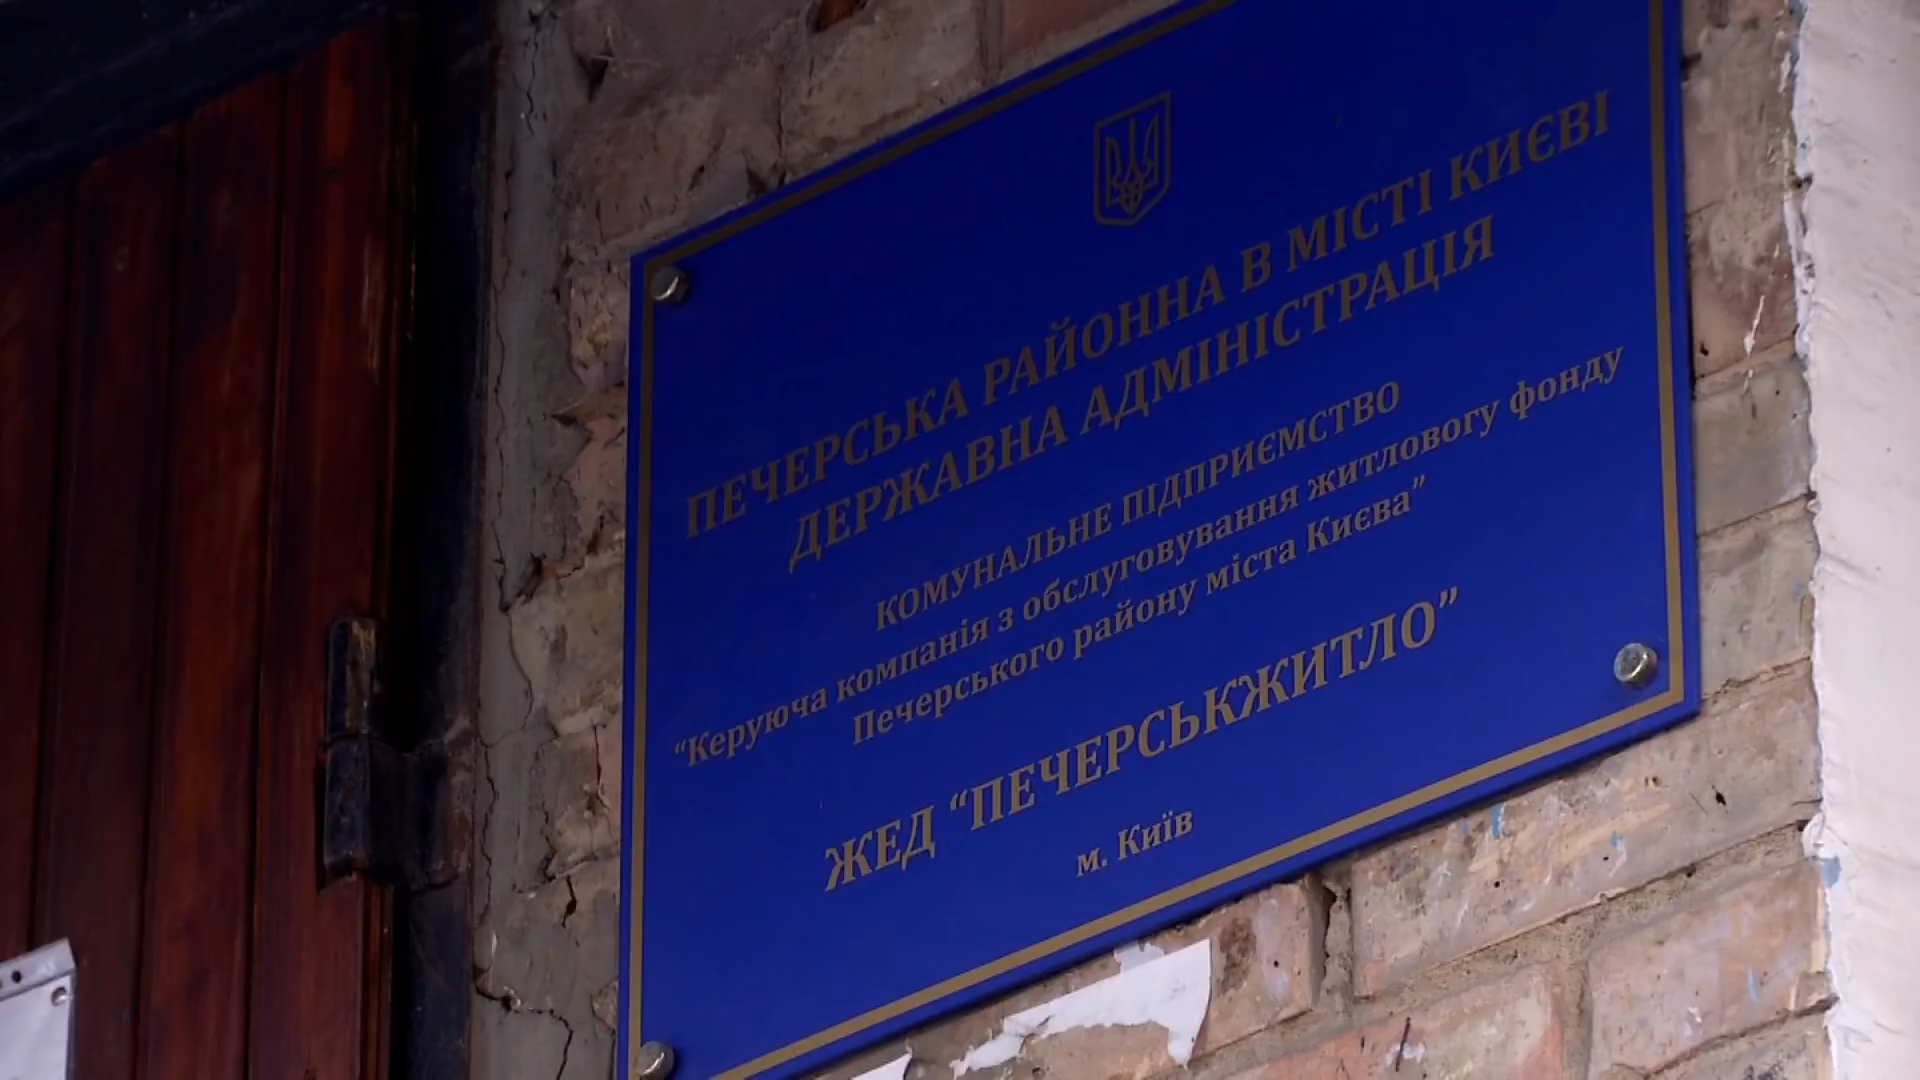 ПЕЧЕРСЬКА РАЙОННА В МІСТІ КИЄВІ
ДЕРЖАВНА АДМІНІСТРАЦІЯ
КОМУНАЛЬНЕ ПІДПРИЄМСТВО
“Керуюча компанія з обслуговування житловогу фонду
Печерського району міста Києва”
ЖЕД “ПЕЧЕРСЬКЖИТЛО”
м. Київ